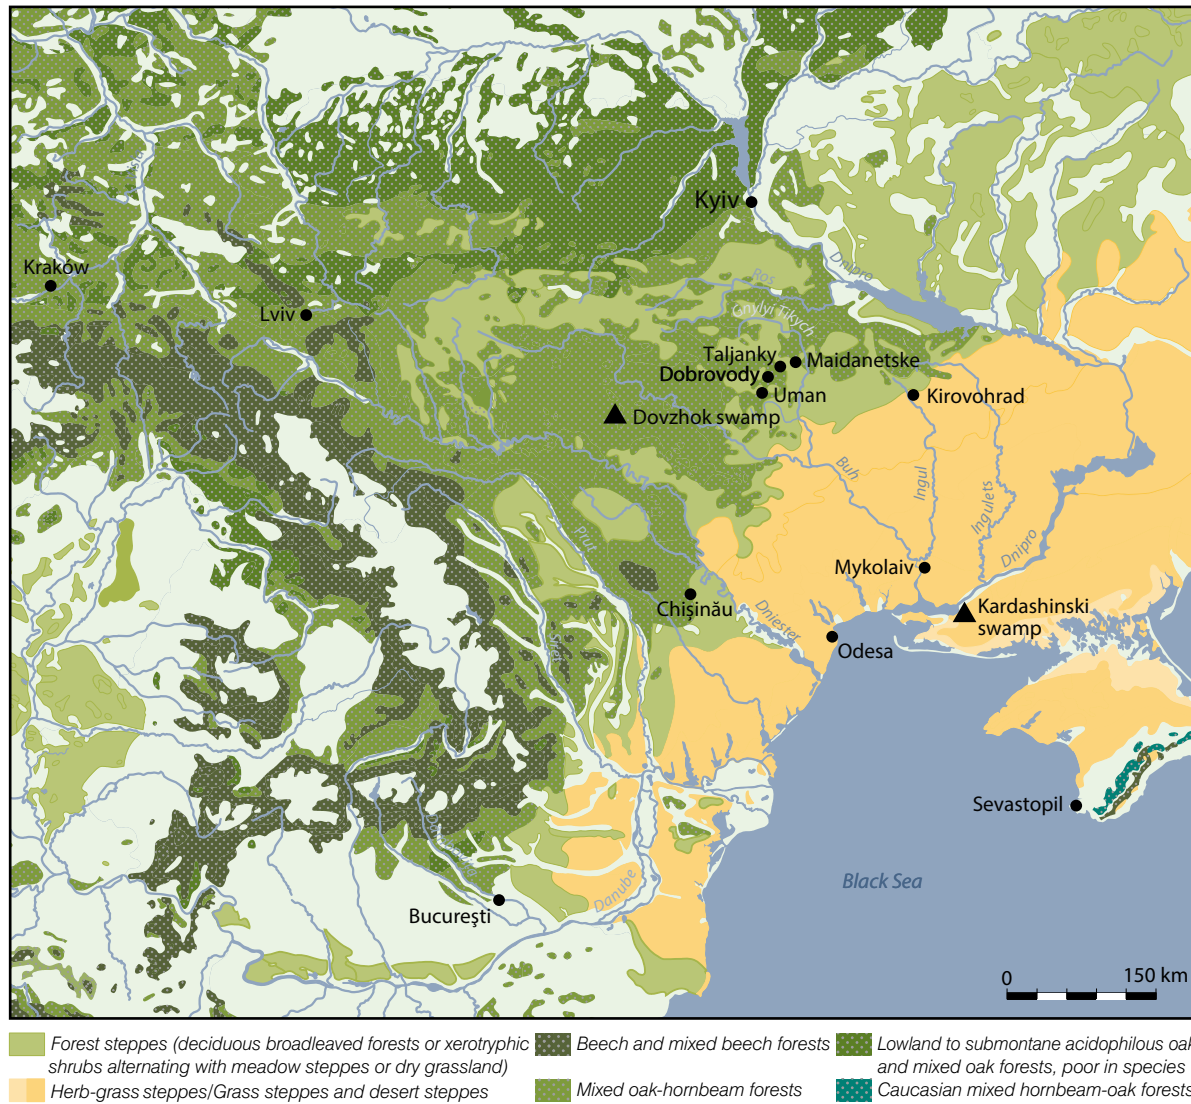 Kyiv
Dnipro
Kraków
Ros
Lviv
Gnylyi Tikych
Taljanky
Maidanetske
Dobrovody
Uman
Kirovohrad
Dovzhok swamp
Buh
Ingul
Ingulets
Prut
Dnipro
Mykolaiv
Chișinău
Kardashinski
swamp
Dniester
Odesa
Siret
Sevastopil
Black Sea
Danube
București
0 150 km
Forest steppes (deciduous broadleaved forests or xerotryphic
shrubs alternating with meadow steppes or dry grassland)
Herb-grass steppes/Grass steppes and desert steppes
Beech and mixed beech forests
Mixed oak-hornbeam forests
Lowland to submontane acidophilous oak
and mixed oak forests, poor in species
Caucasian mixed hornbeam-oak forests